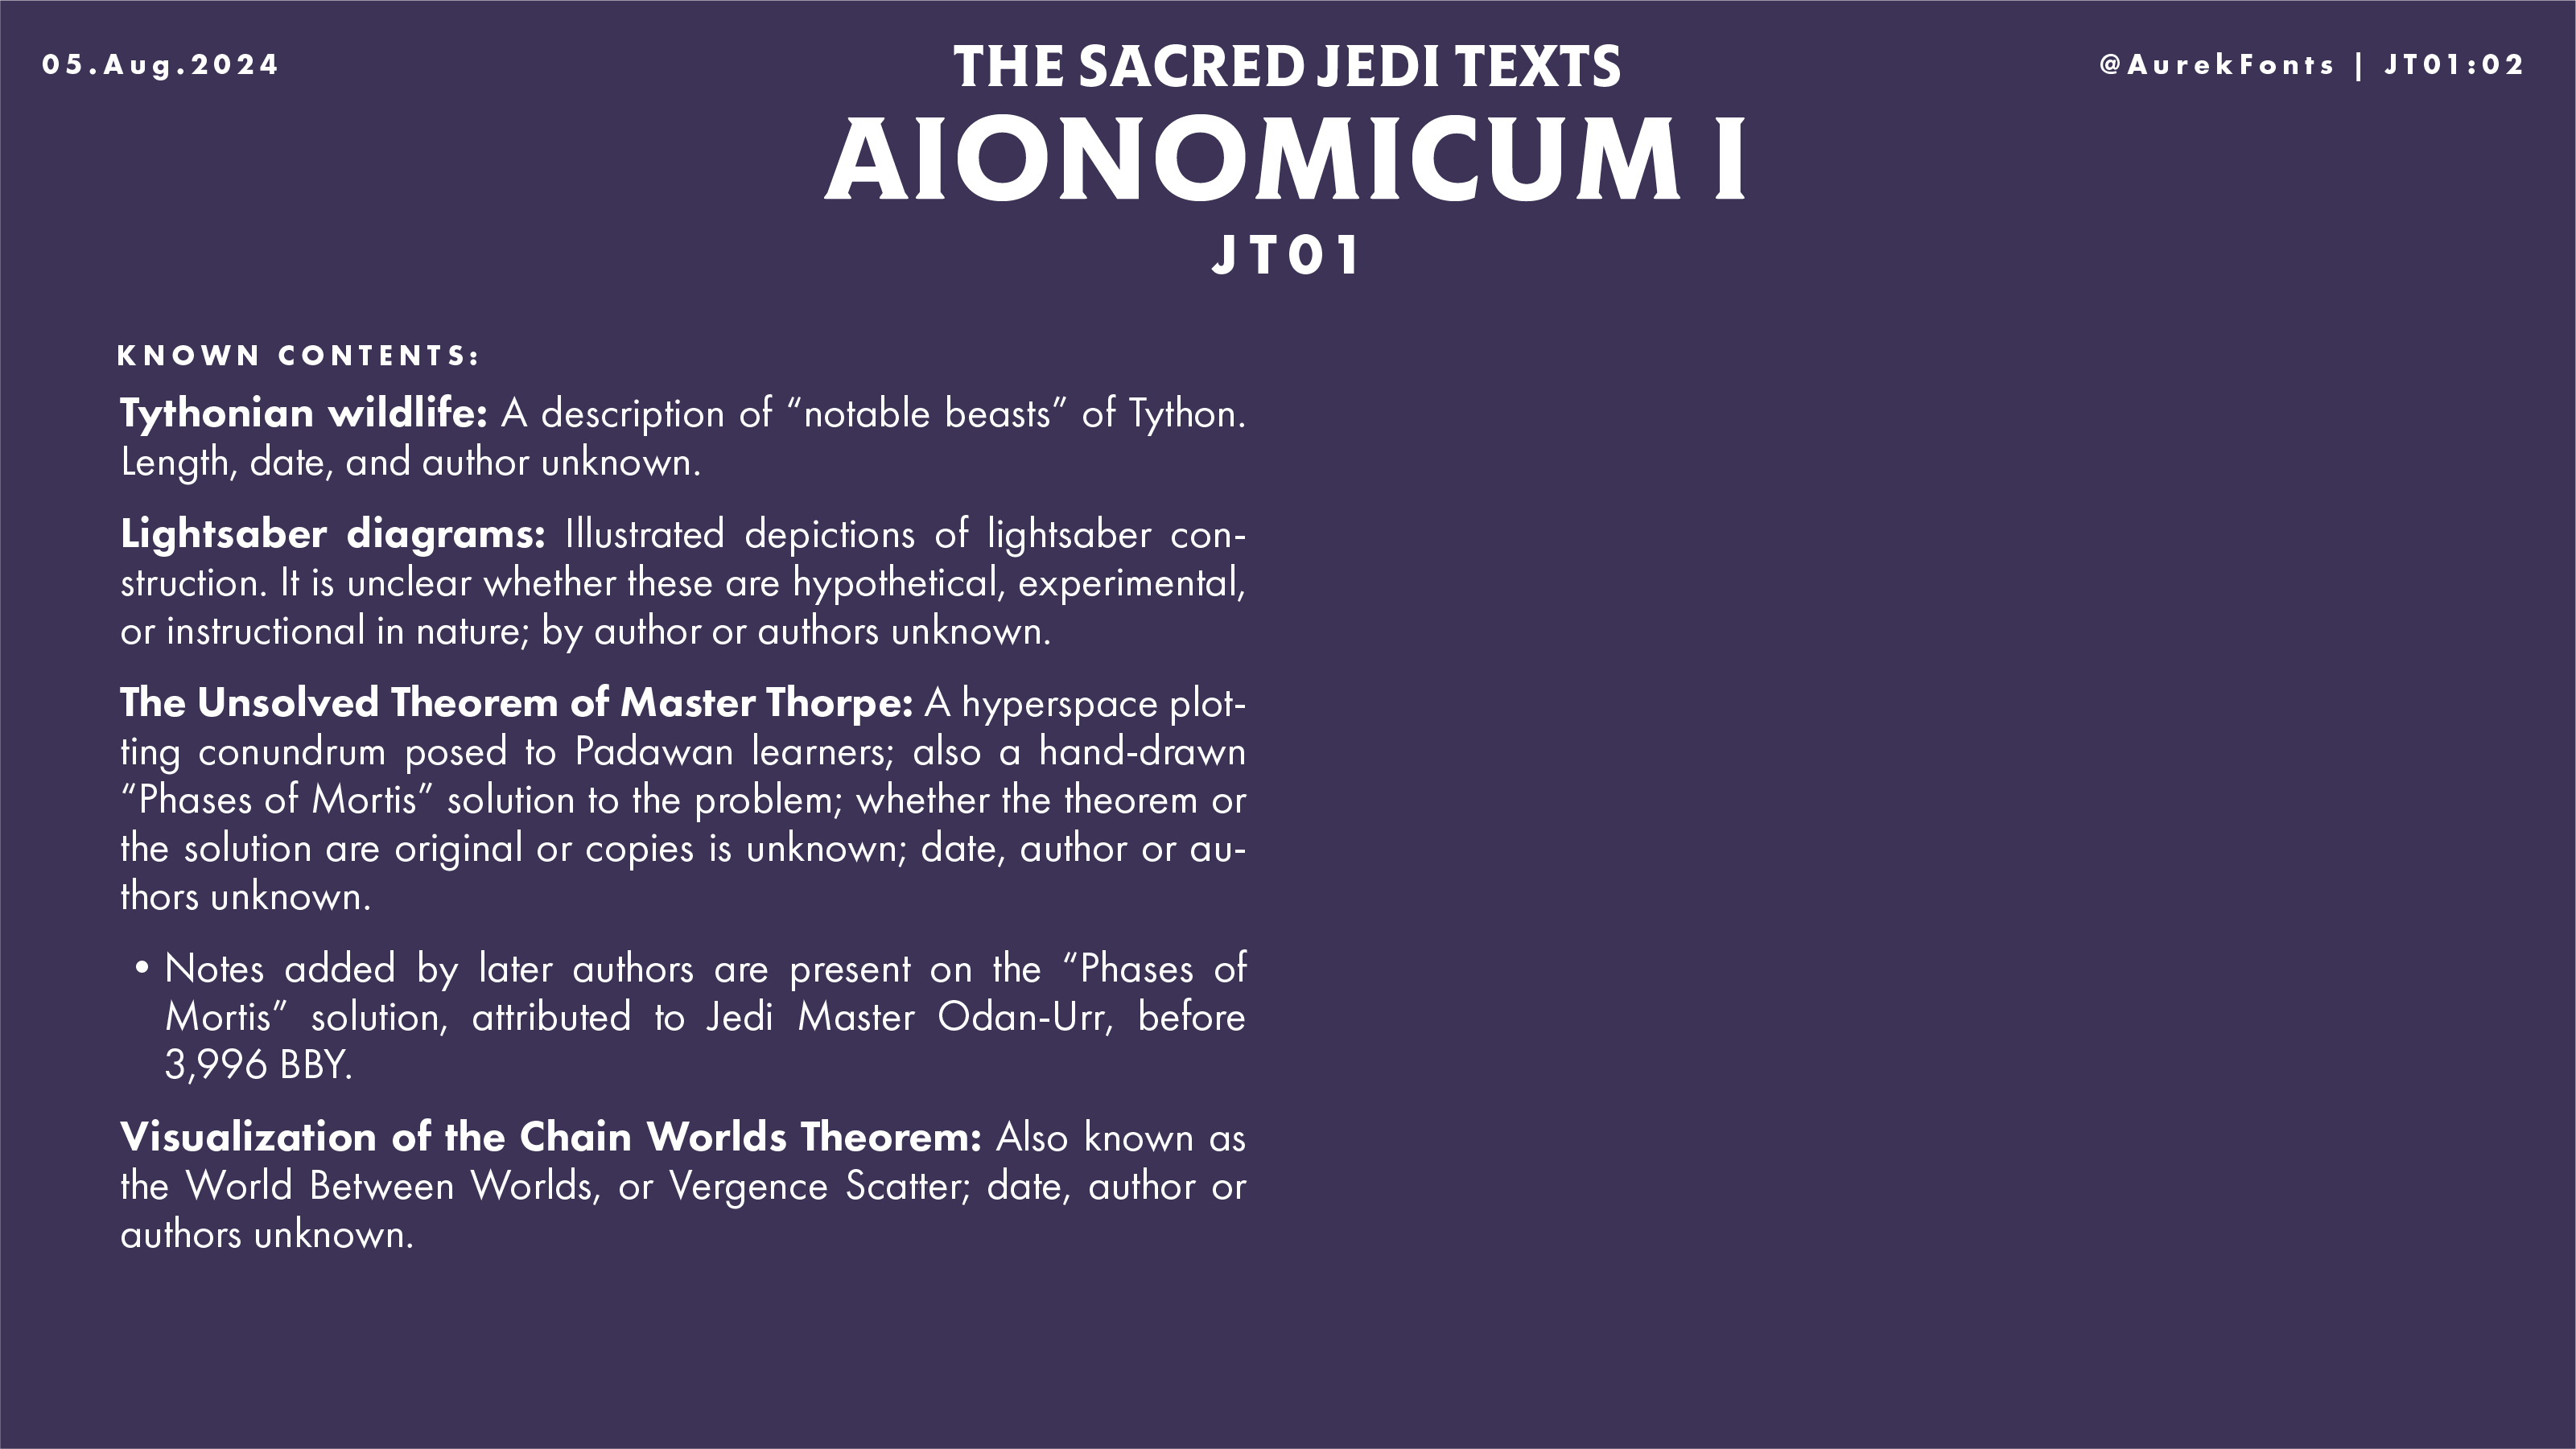 05.Aug.2024
THE SACRED JEDI TEXTS
@AurekFonts | JT01:02
AIONOMICUM I
JT01
KNOWN CONTENTS:
Tythonian wildlife: A description of “notable beasts” of Tython.
Length, date, and author unknown.
Lightsaber diagrams: Illustrated depictions of lightsaber con-
struction. It is unclear whether these are hypothetical, experimental,
or instructional in nature; by author or authors unknown.
The Unsolved Theorem of Master Thorpe: A hyperspace plot-
ting conundrum posed to Padawan learners; also a hand-drawn
“Phases of Mortis” solution to the problem; whether the theorem or
the solution are original or copies is unknown; date, author or au-
thors unknown.
• Notes added by later authors are present on the “Phases of
Mortis” solution, attributed to Jedi Master Odan-Urr, before
3,996 BBY.
Visualization of the Chain Worlds Theorem: Also known as
the World Between Worlds, or Vergence Scatter; date, author or
authors unknown.